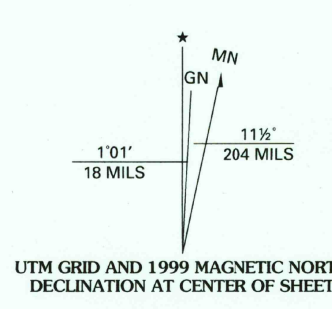 ★
MN
GN
11½°
204 MILS
1°01′
18 MILS
UTM GRID AND 1999 MAGNETIC NORT
DECLINATION AT CENTER OF SHEET